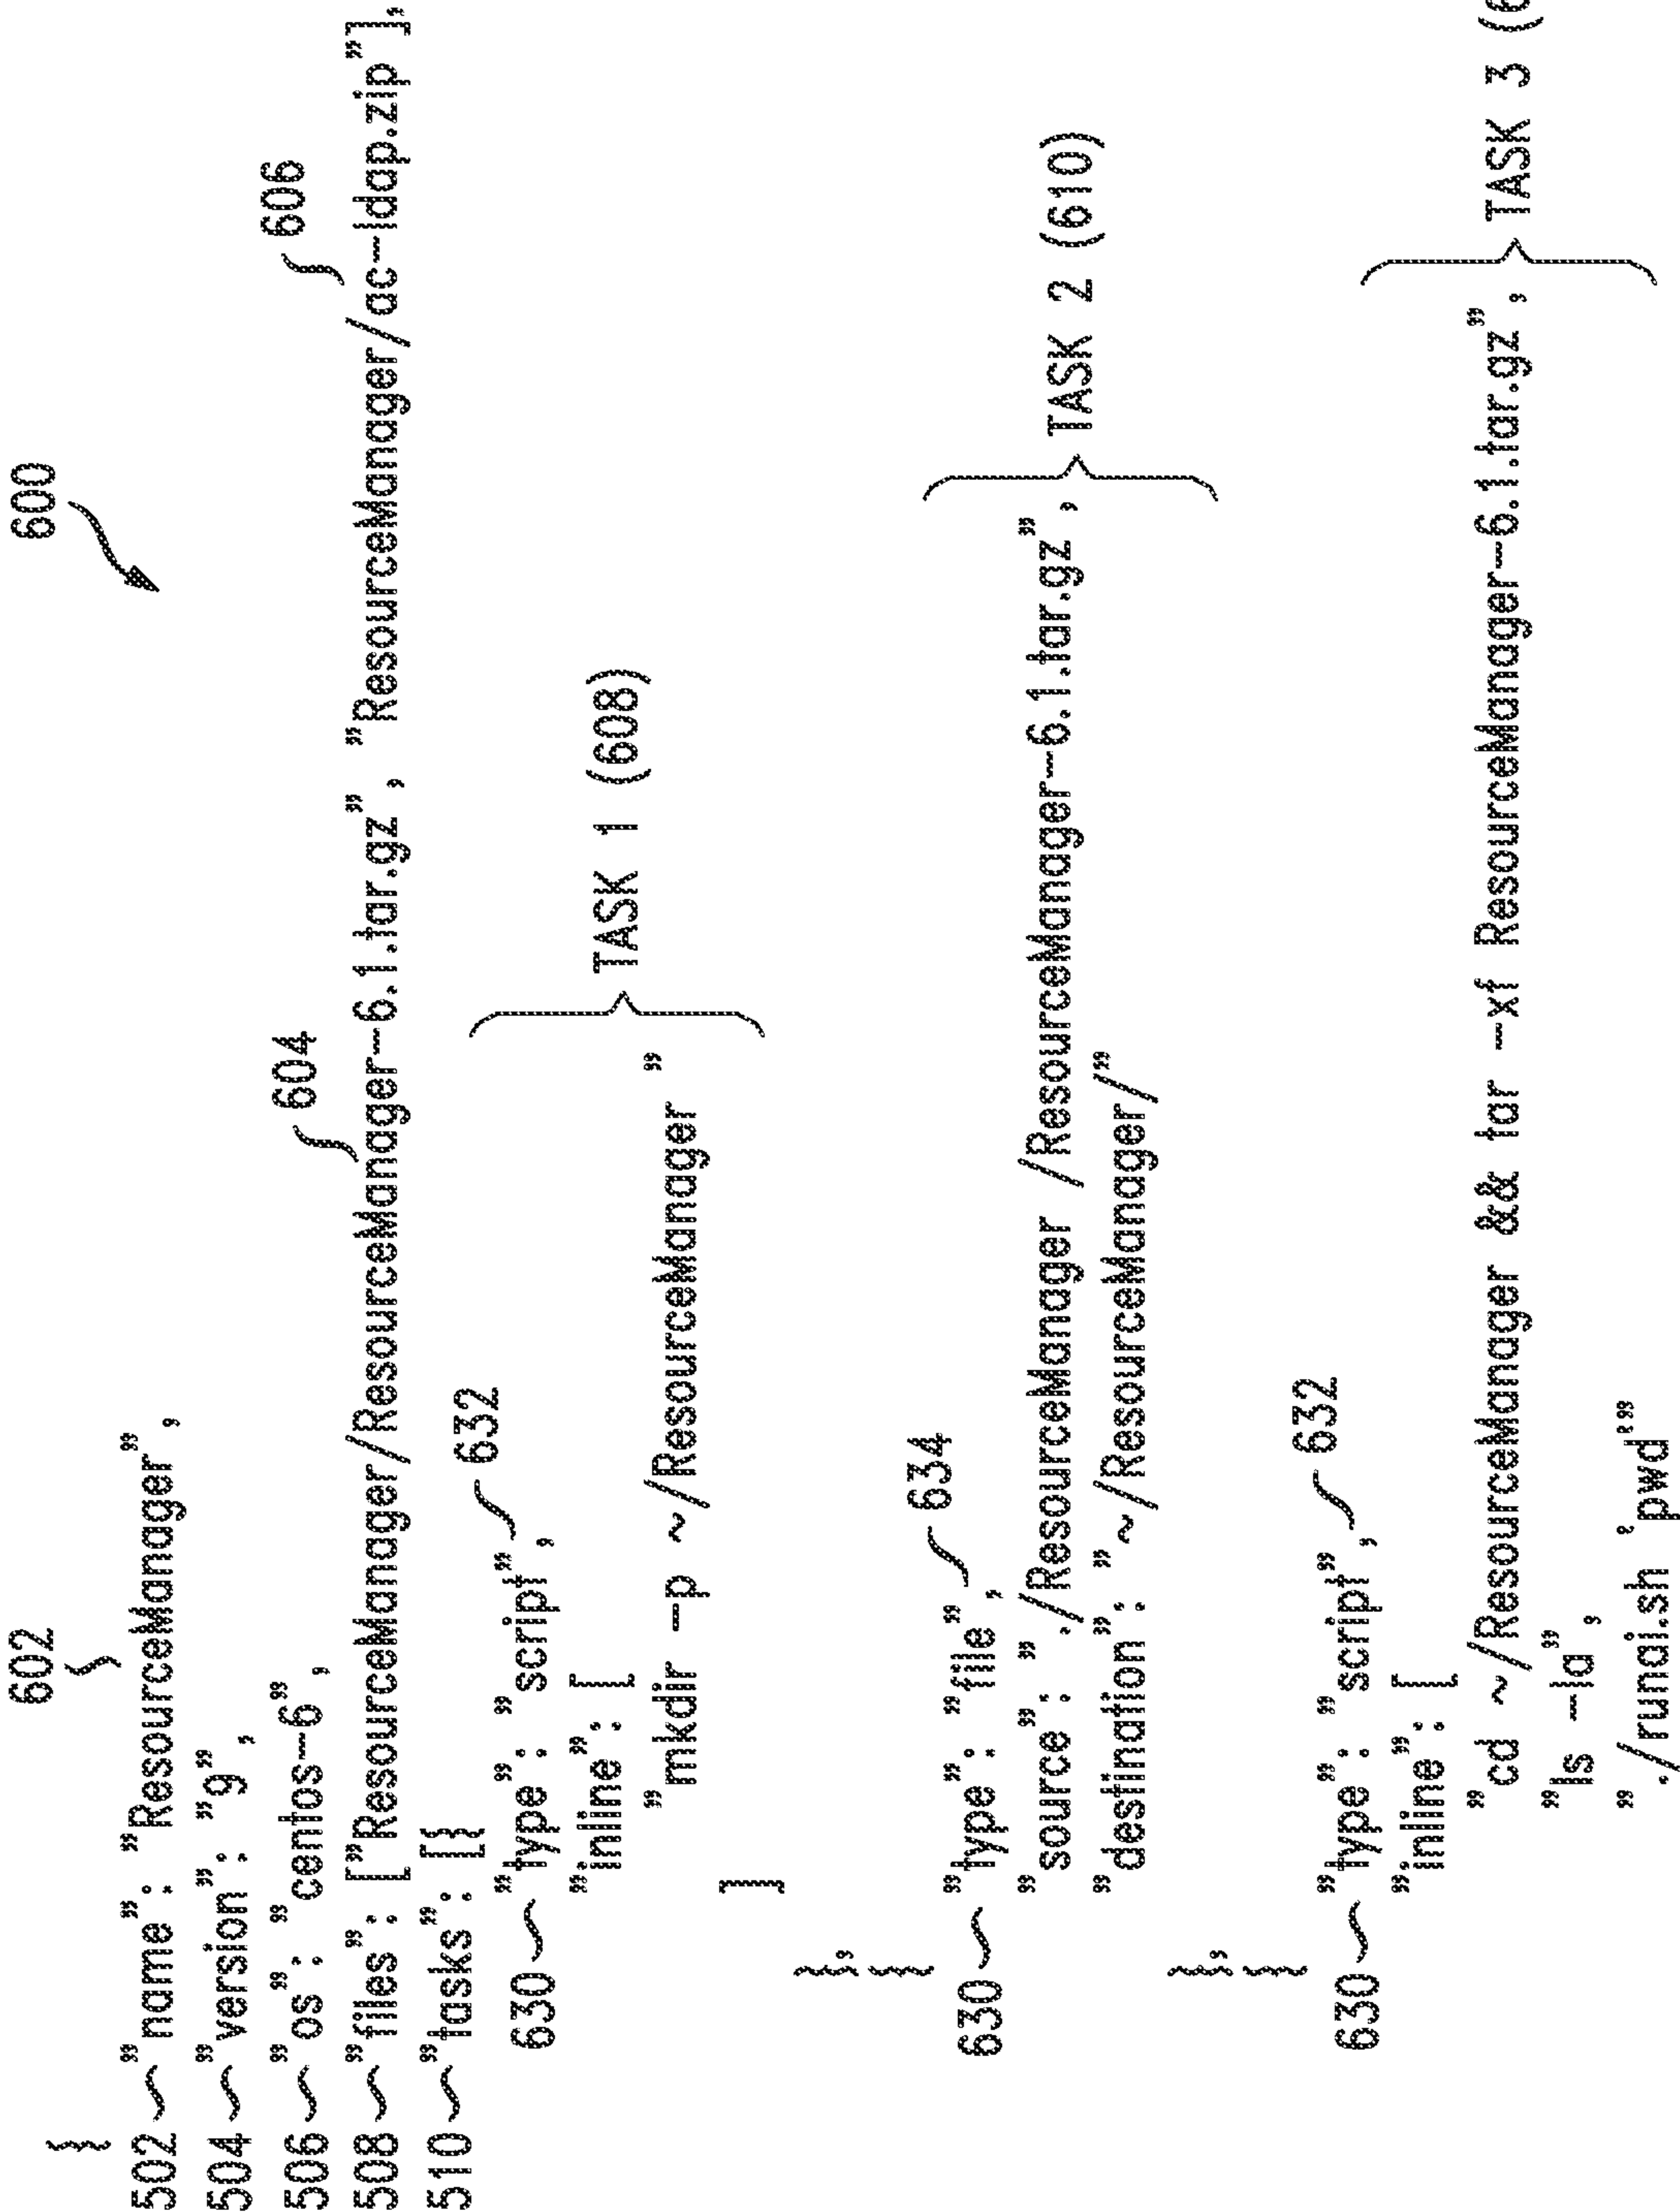 600
602
{
502 "name": "ResourceManager",
504 "version": "9",
506 "os": "centos-6",
604 606
508 "files": ["ResourceManager/ResourceManager-6.1.tar.gz", "ResourceManager/ac-ldap.zip"],
510 "tasks": [{
630 "type": "script", 632
"inline": [
"mkdir -p ~/ResourceManager "
]
TASK 1 (608)
},
{
630 "type": "file", 634
"source": "./ResourceManager /ResourceManager-6.1.tar.gz",
"destination": "~/ResourceManager/"
TASK 2 (610)
},
{
630 "type": "script", 632
"inline": [
"cd ~/ResourceManager && tar -xf ResourceManager-6.1.tar.gz",
"ls -la",
"./runai.sh 'pwd'"
TASK 3 (6